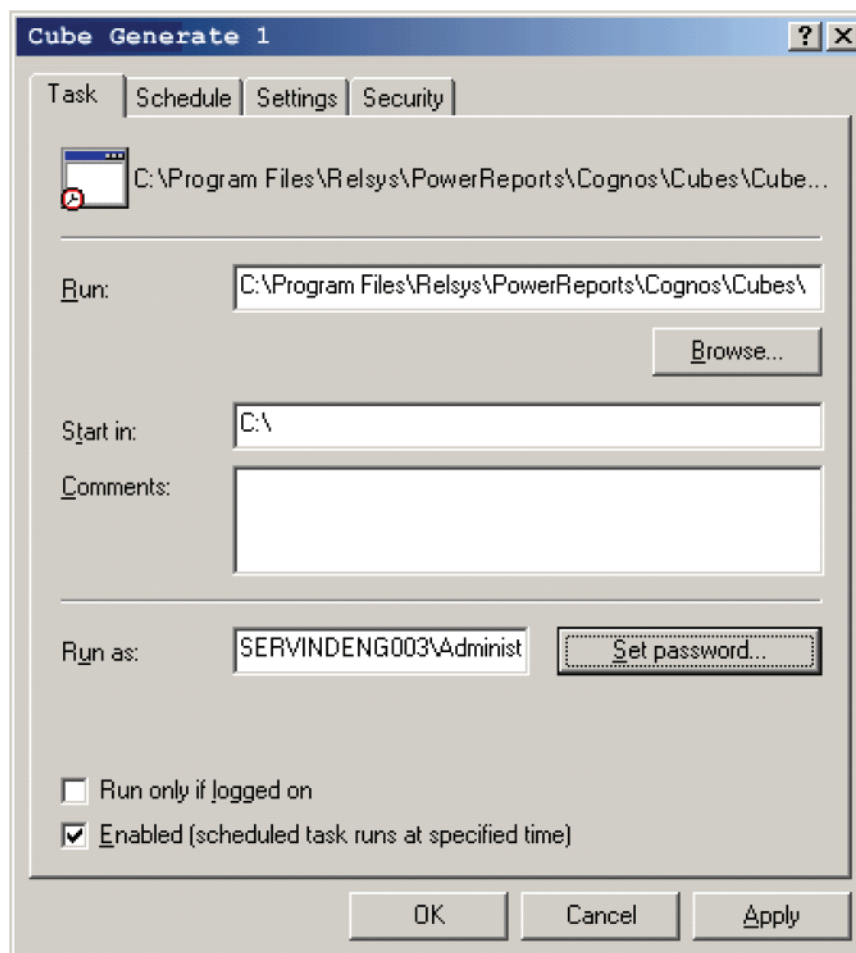 Cube Generate 1
Task Schedule Settings Security
C:\Program Files\Relsys\PowerReports\Cognos\Cubes\Cube...
Run: C:\Program Files\Relsys\PowerReports\Cognos\Cubes\
Browse...
Start in: C:\
Comments:
Run as: SERVINDENG003\Administ Set password...
Run only if logged on
Enabled (scheduled task runs at specified time)
OK Cancel Apply